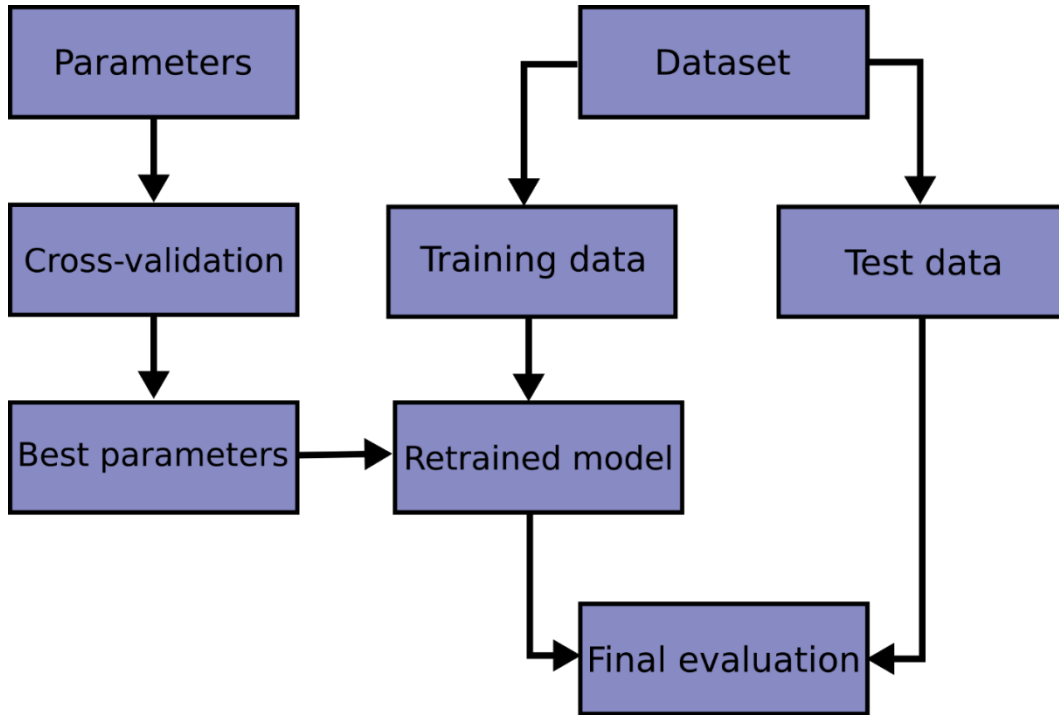 Parameters
Dataset
Cross-validation
Training data
Test data
Best parameters
Retrained model
Final evaluation